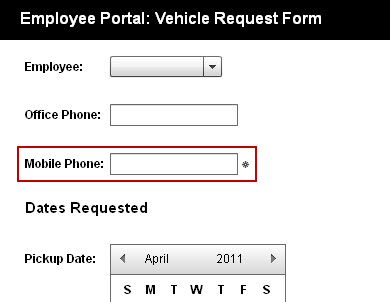 Employee Portal: Vehicle Request Form
Employee:
Office Phone:
Mobile Phone: *
Dates Requested
Pickup Date:
April 2011
S M T W T F S